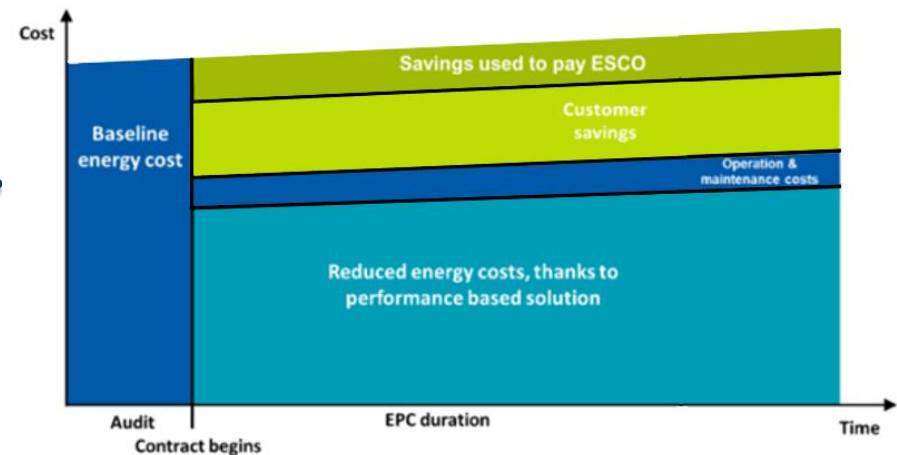 Cost
Savings used to pay ESCO
Customer
savings
Baseline
energy cost
Operation &
maintenance costs
Reduced energy costs, thanks to
performance based solution
Audit
EPC duration
Time
Contract begins